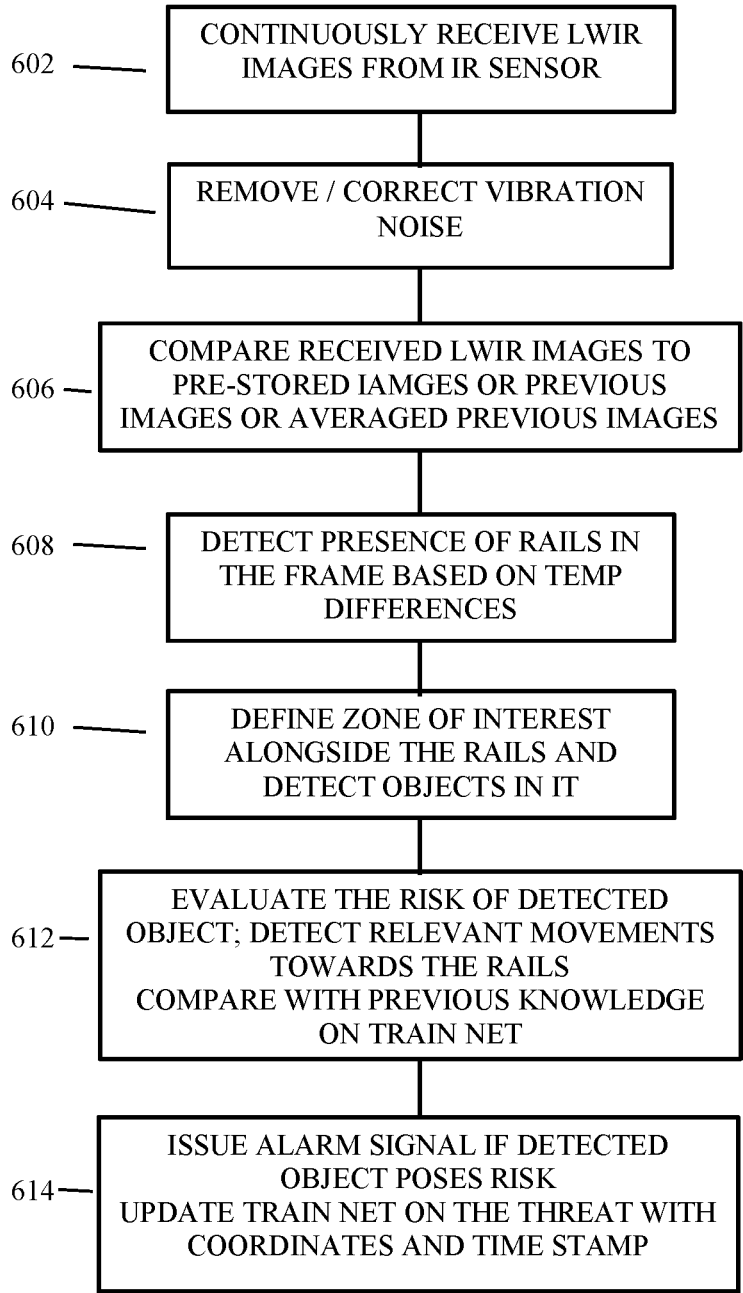 602
CONTINUOUSLY RECEIVE LWIR
IMAGES FROM IR SENSOR
604
REMOVE / CORRECT VIBRATION
NOISE
606
COMPARE RECEIVED LWIR IMAGES TO
PRE-STORED IAMGES OR PREVIOUS
IMAGES OR AVERAGED PREVIOUS IMAGES
608
DETECT PRESENCE OF RAILS IN
THE FRAME BASED ON TEMP
DIFFERENCES
610
DEFINE ZONE OF INTEREST
ALONGSIDE THE RAILS AND
DETECT OBJECTS IN IT
612
EVALUATE THE RISK OF DETECTED
OBJECT; DETECT RELEVANT MOVEMENTS
TOWARDS THE RAILS
COMPARE WITH PREVIOUS KNOWLEDGE
ON TRAIN NET
614
ISSUE ALARM SIGNAL IF DETECTED
OBJECT POSES RISK
UPDATE TRAIN NET ON THE THREAT WITH
COORDINATES AND TIME STAMP